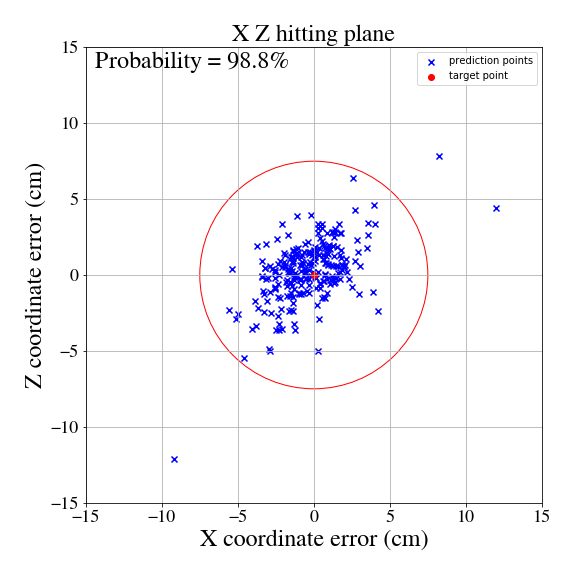 X Z hitting plane
Probability = 98.8%
prediction points
target point
15
10
5
0
−5
−10
−15
Z coordinate error (cm)
−15 −10 −5 0 5 10 15
X coordinate error (cm)